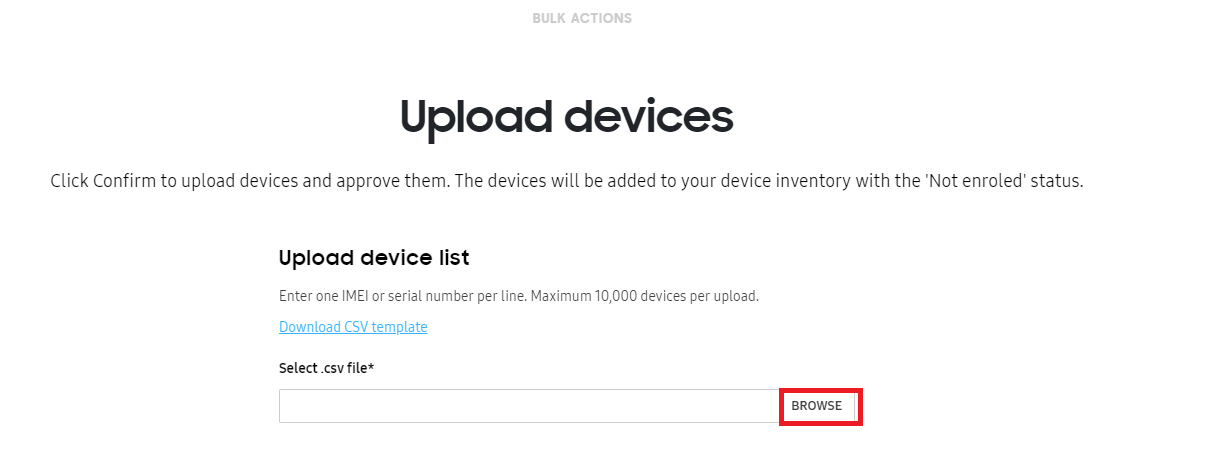 BULK ACTIONS
Upload devices
Click Confirm to upload devices and approve them. The devices will be added to your device inventory with the 'Not enroled' status.
Upload device list
Enter one IMEI or serial number per line. Maximum 10,000 devices per upload.
Download CSV template
Select .csv file*
BROWSE